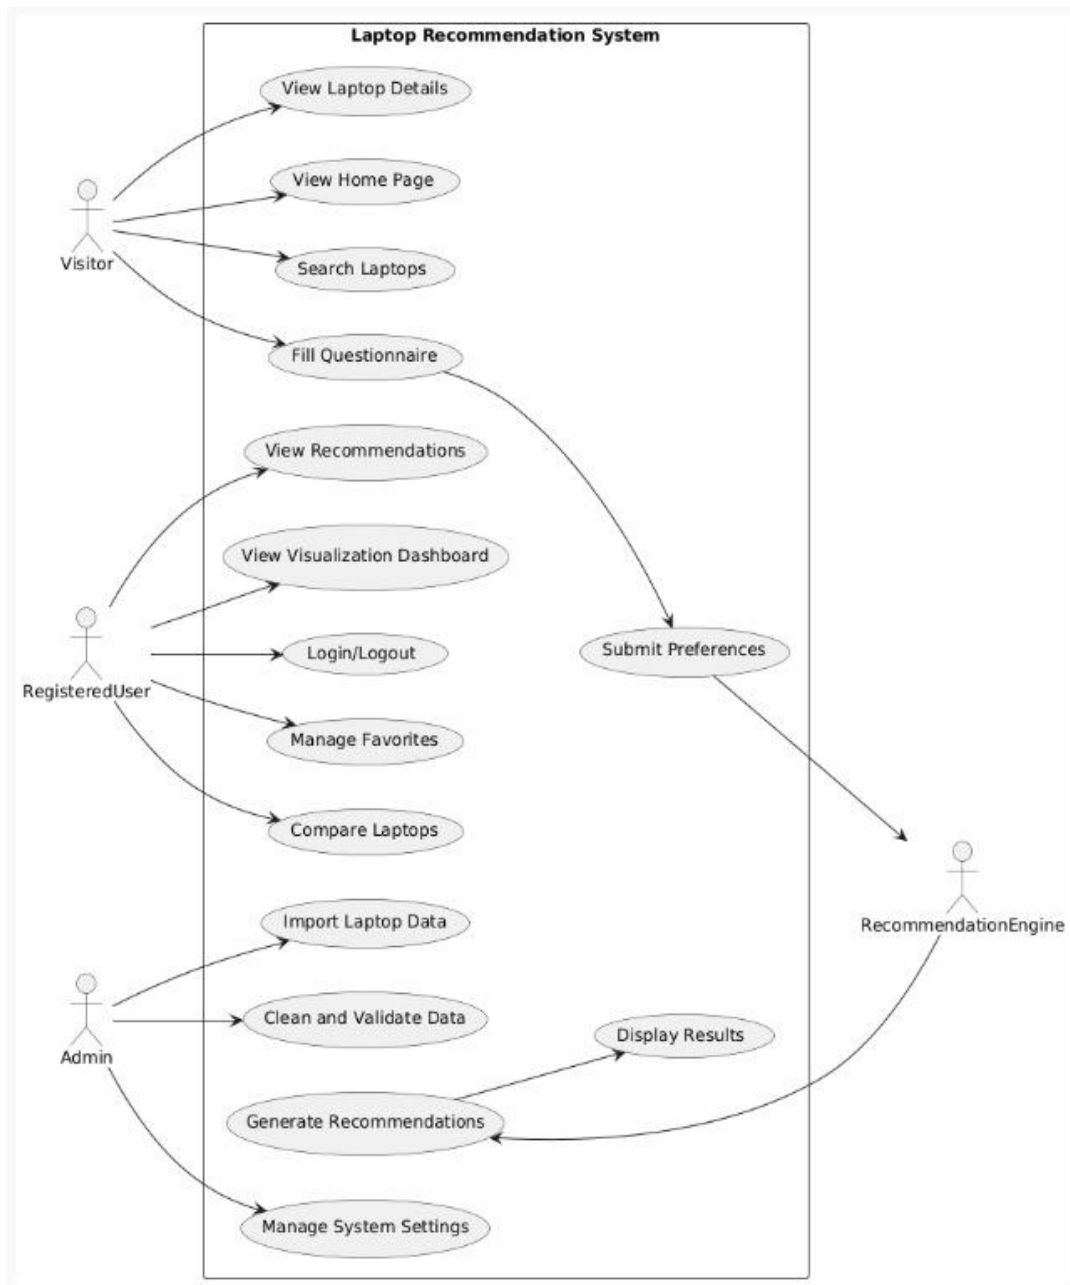 Laptop Recommendation System
View Laptop Details
View Home Page
Visitor
Search Laptops
Fill Questionnaire
View Recommendations
View Visualization Dashboard
Login/Logout
Submit Preferences
RegisteredUser
Manage Favorites
Compare Laptops
Import Laptop Data
RecommendationEngine
Clean and Validate Data
Display Results
Admin
Generate Recommendations
Manage System Settings